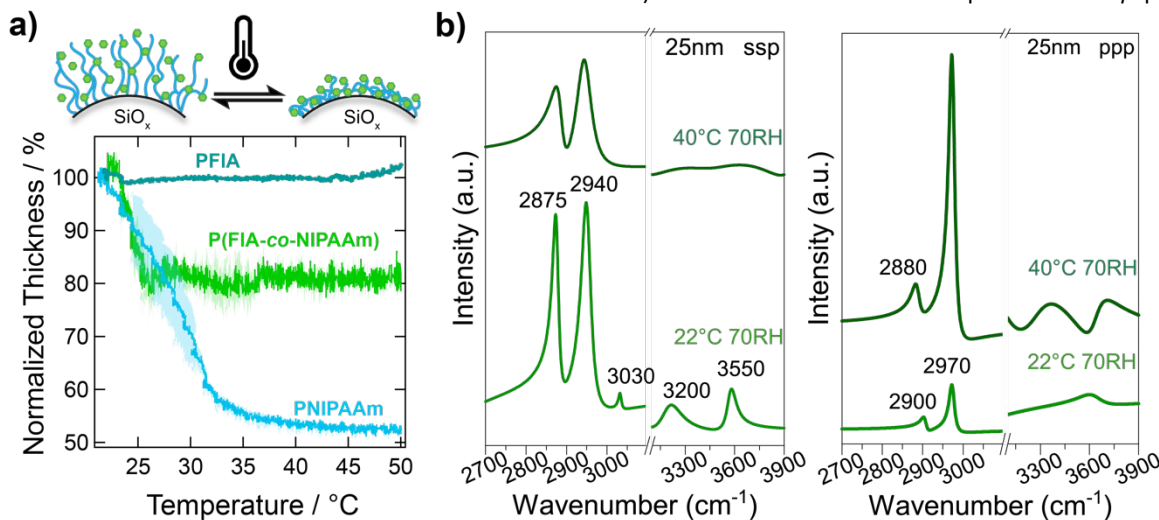 a)
SiOx
SiOx
PFIA
P(FIA-co-NIPAAm)
PNIPAAm
Normalized Thickness / %
100
90
80
70
60
50
25 30 35 40 45 50
Temperature / °C
b)
25nm ssp
40°C 70RH
2875
2940
3030
3200
3550
22°C 70RH
Intensity (a.u.)
2700 2800 2900 3000 3300 3600 3900
Wavenumber (cm-1)
25nm ppp
2880
40°C 70RH
2970
2900
22°C 70RH
Intensity (a.u.)
2700 2800 2900 3000 3300 3600 3900
Wavenumber (cm-1)